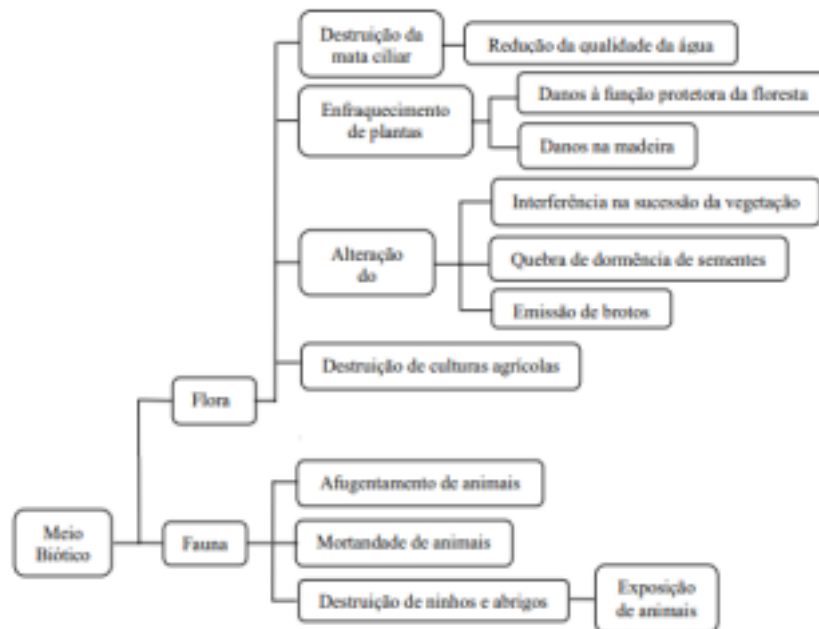 Destruição da
mata ciliar
Redução da qualidade da água
Enfraquecimento
de plantas
Danos à função protetora da floresta
Danos na madeira
Alteração
do
Interferência na sucessão da vegetação
Quebra de dormência de sementes
Emissão de brotos
Destruição de culturas agrícolas
Flora
Meio
Biótico
Fauna
Afugentamento de animais
Mortandade de animais
Destruição de ninhos e abrigos
Exposição
de animais